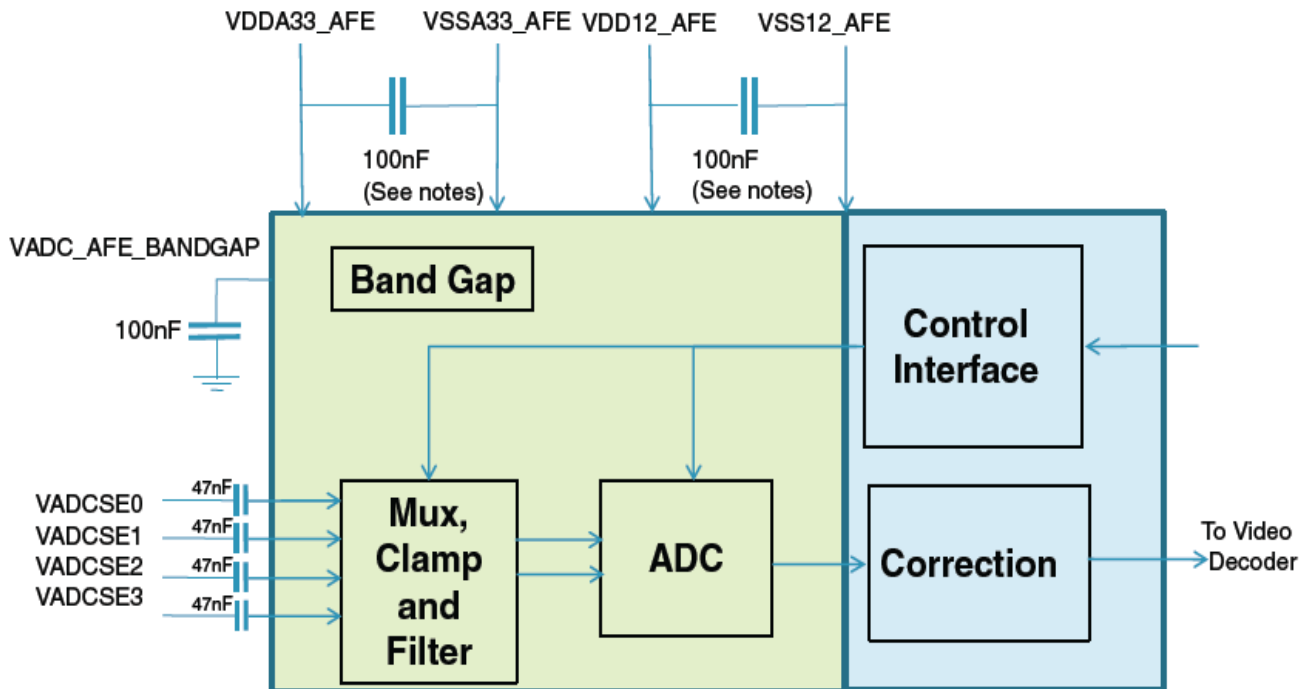 VDDA33_AFE VSSA33_AFE VDD12_AFE VSS12_AFE
100nF
(See notes)
100nF
(See notes)
VADC_AFE_BANDGAP
100nF
Band Gap
Control
Interface
VADCSE0
VADCSE1
VADCSE2
VADCSE3
47nF
47nF
47nF
47nF
Mux,
Clamp
and
Filter
ADC
Correction
To Video
Decoder